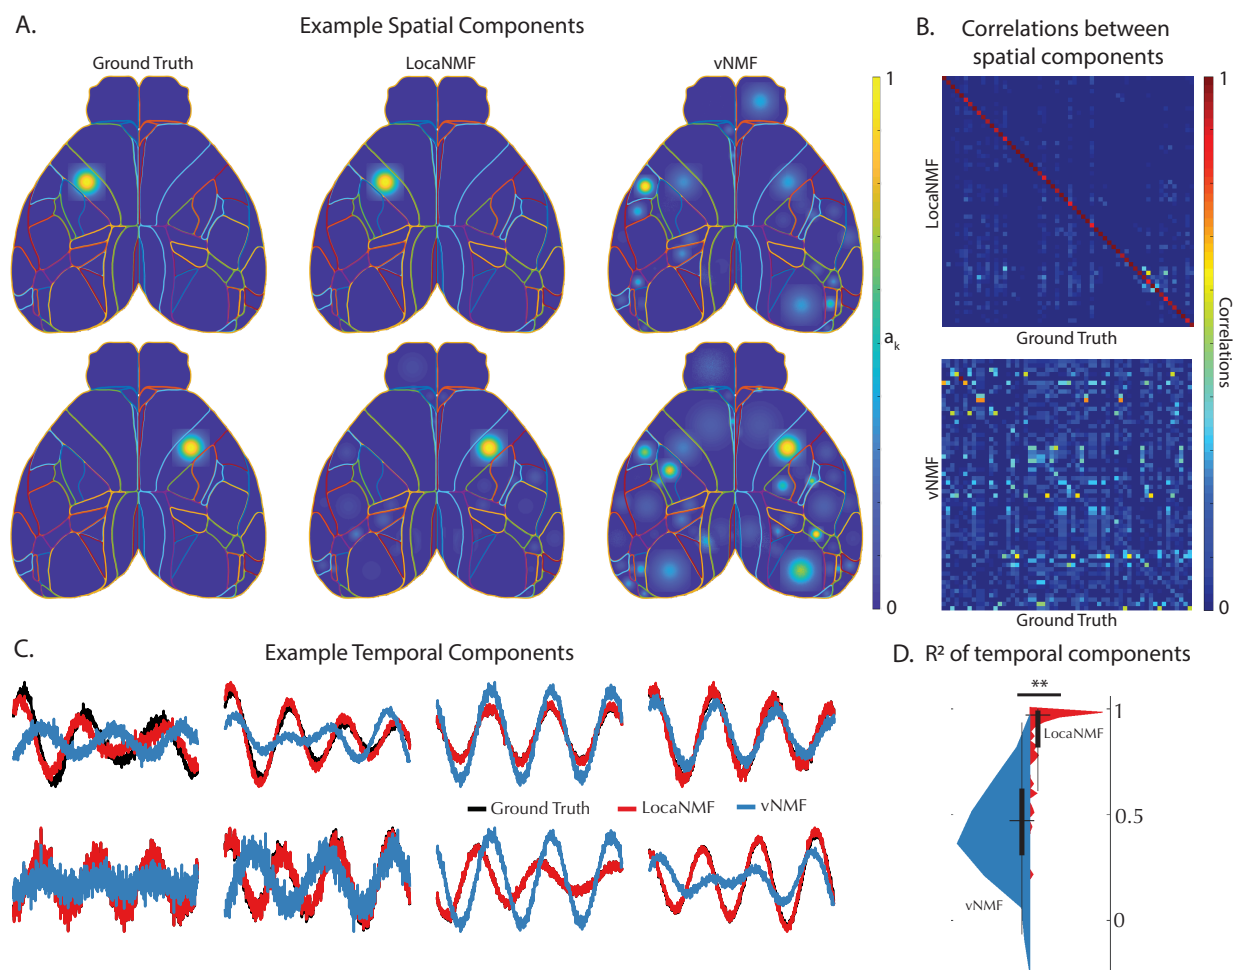 A.
Example Spatial Components
Ground Truth
LocaNMF
vNMF
1
a_k
0
B.
Correlations between
spatial components
LocaNMF
Ground Truth
vNMF
Ground Truth
1
Correlations
0
C.
Example Temporal Components
Ground Truth
LocaNMF
vNMF
D.
R² of temporal components
**
1
LocaNMF
0.5
vNMF
0